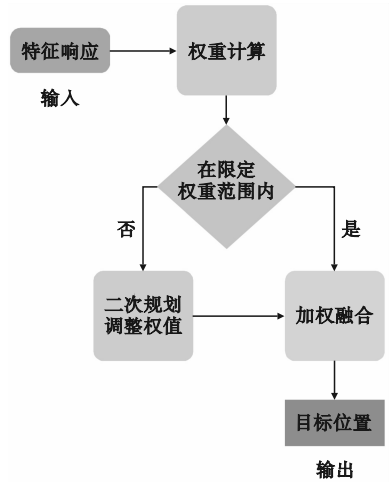 特征响应
权重计算
输入
在限定
权重范围内
否
是
二次规划
调整权值
加权融合
目标位置
输出